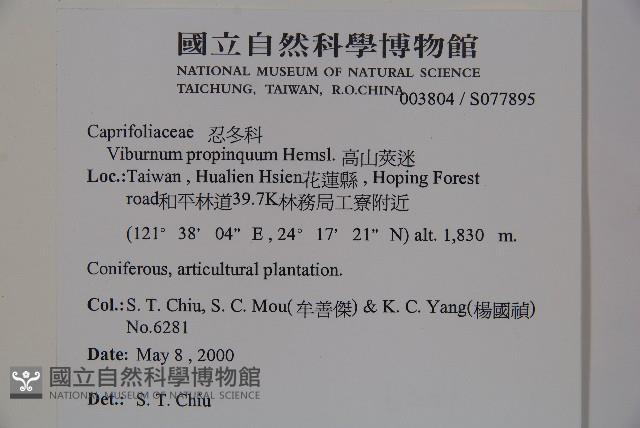 國立自然科學博物館
NATIONAL MUSEUM OF NATURAL SCIENCE
TAICHUNG, TAIWAN, R.O.CHINA 003804 / S077895
Caprifoliaceae 忍冬科
Viburnum propinquum Hemsl. 高山莢迷
Loc.:Taiwan , Hualien Hsien花蓮縣 , Hoping Forest
road和平林道39.7K林務局工寮附近
(121° 38’ 04” E , 24° 17’ 21” N) alt. 1,830 m.
Coniferous, articultural plantation.
Col.:S. T. Chiu, S. C. Mou(牟善傑) & K. C. Yang(楊國禎)
No.6281
Date: May 8 , 2000
國立自然科學博物館
NATIONAL MUSEUM OF NATURAL SCIENCE
Det.: S. T. Chiu